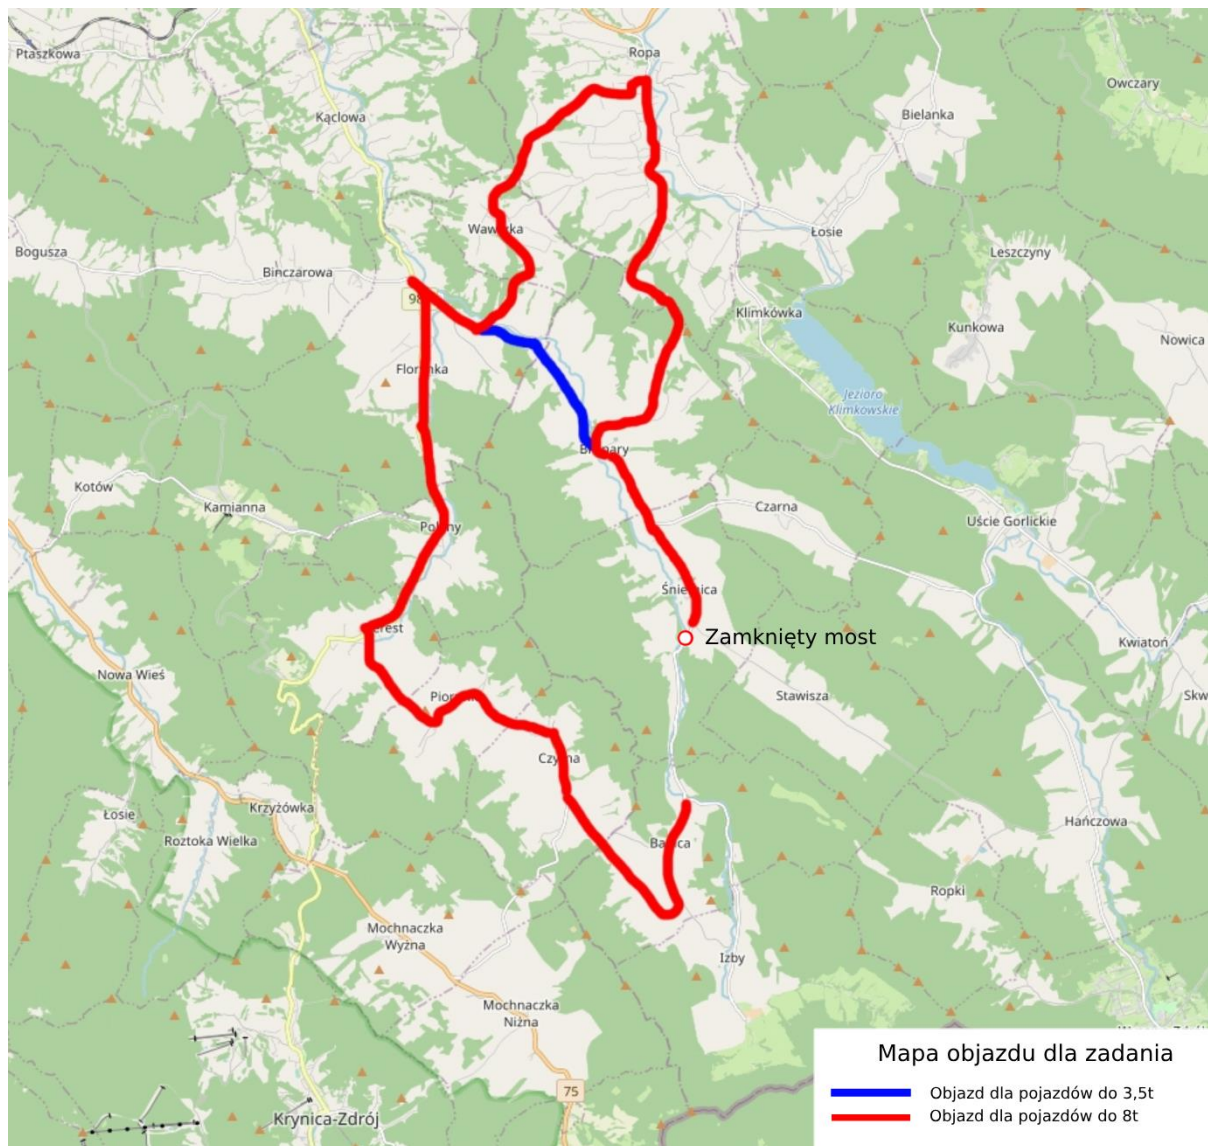 Ropa
Ptaszkowa
Owczary
Kąclowa
Bielanka
Bogusza
Binczarowa
Łosie
Leszczyny
Klimkówka
Kunkowa
Nowica
Jezioro
Klimkowskie
Kotów
Kamianna
Czarna
Uście Gorlickie
Zamknięty most
Kwiatoń
Nowa Wieś
Stawisza
Krzyżówka
Łosie
Roztoka Wielka
Hańczowa
Ropki
Mochnaczka
Wyżna
Izby
Mochnaczka
Niżna
75
Krynica-Zdrój
Mapa objazdu dla zadania
Objazd dla pojazdów do 3,5t
Objazd dla pojazdów do 8t